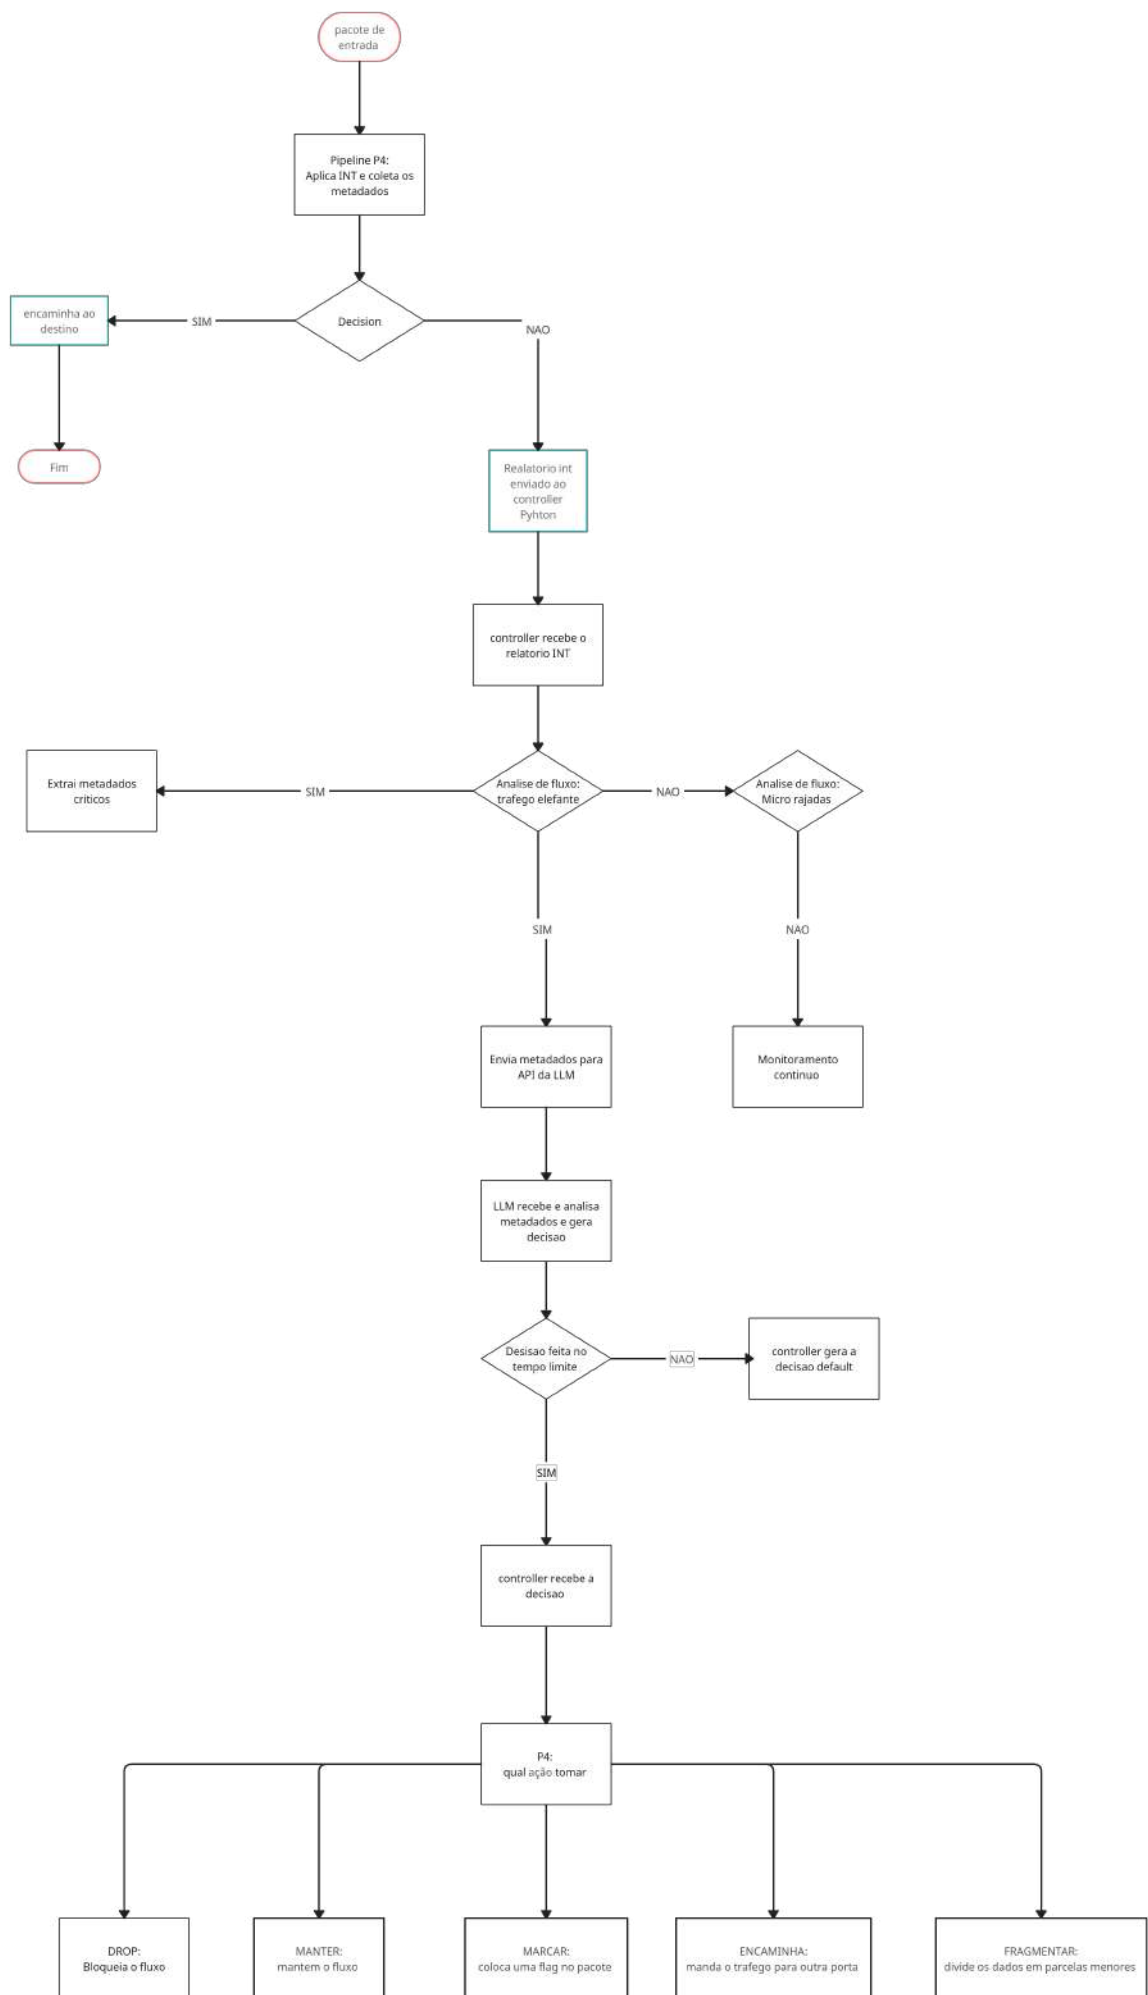 pacote de
entrada
Pipeline P4:
Aplica INT e coleta os
metadados
encaminha ao
destino
SIM
Decision
NAO
Fim
Realatorio int
enviado ao
controller
Pyhton
controller recebe o
relatorio INT
Extrai metadados
criticos
SIM
Analise de fluxo:
trafego elefante
NAO
Analise de fluxo:
Micro rajadas
SIM
NAO
Envia metadados para
API da LLM
Monitoramento
continuo
LLM recebe e analisa
metadados e gera
decisao
Desisao feita no
tempo limite
NAO
controller gera a
decisao default
SIM
controller recebe a
decisao
P4:
qual ação tomar
DROP:
Bloqueia o fluxo
MANTER:
mantem o fluxo
MARCAR:
coloca uma flag no pacote
ENCAMINHA:
manda o trafego para outra porta
FRAGMENTAR:
divide os dados em parcelas menores